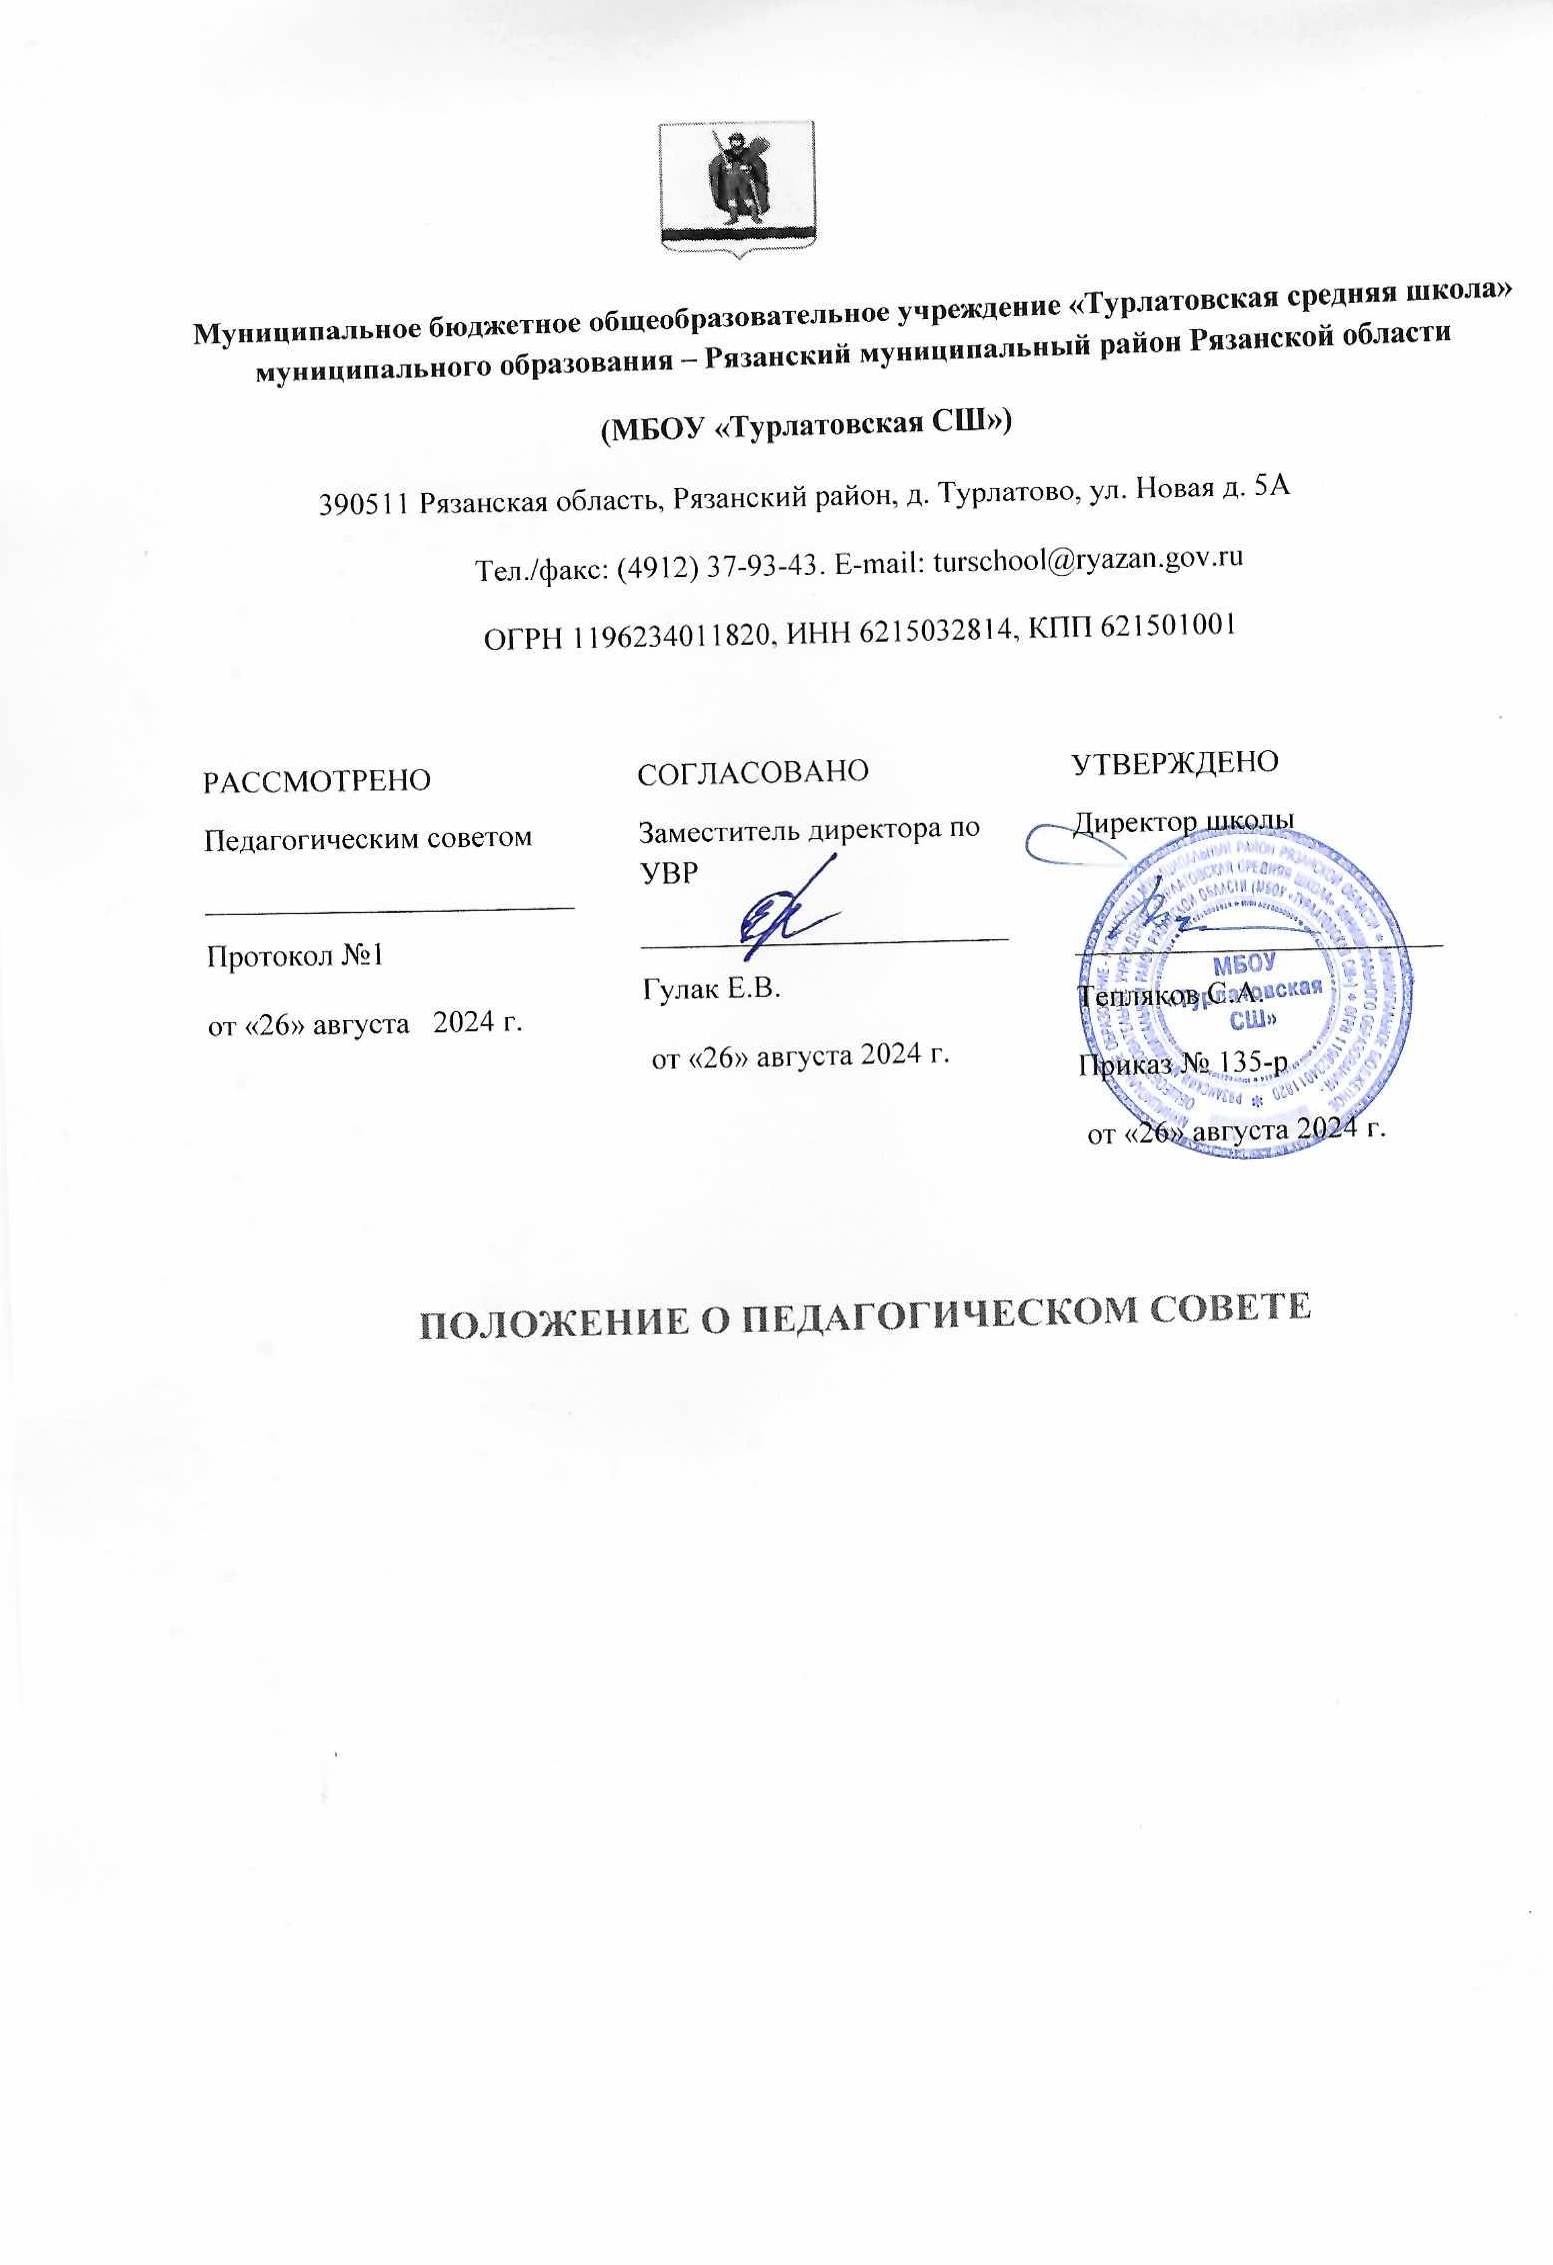 Муниципальное бюджетное общеобразовательное учреждение «Турлатовская средняя школа»
муниципального образования – Рязанский муниципальный район Рязанской области
(МБОУ «Турлатовская СШ»)
390511 Рязанская область, Рязанский район, д. Турлатово, ул. Новая д. 5А
Тел./факс: (4912) 37-93-43. E-mail: turschool@ryazan.gov.ru
ОГРН 1196234011820, ИНН 6215032814, КПП 621501001
РАССМОТРЕНО
Педагогическим советом
Протокол №1
от «26» августа 2024 г.
СОГЛАСОВАНО
Заместитель директора по
УВР
Гулак Е.В.
от «26» августа 2024 г.
УТВЕРЖДЕНО
Директор школы
Тепляков С.А.
Приказ № 135-р
от «26» августа 2024 г.
МБОУ
«Турлатовская
СШ»
ПОЛОЖЕНИЕ О ПЕДАГОГИЧЕСКОМ СОВЕТЕ